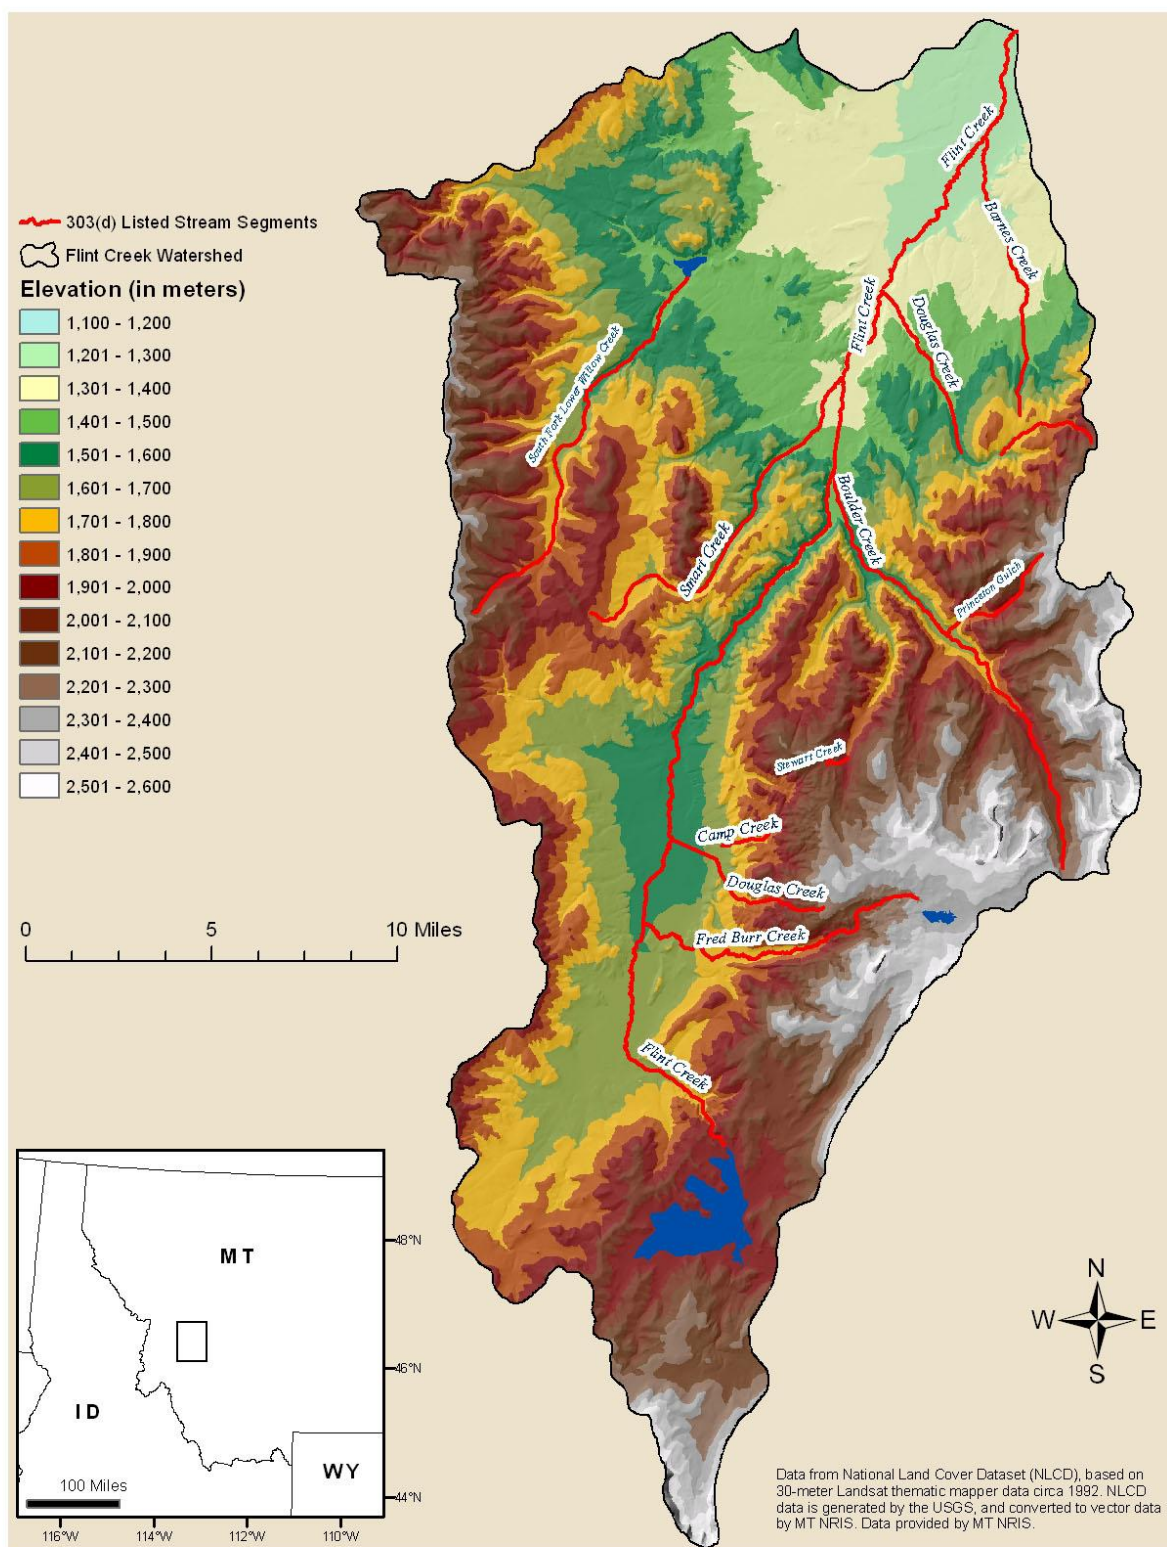 303(d) Listed Stream Segments
Flint Creek Watershed
Elevation (in meters)
1,100 - 1,200
1,201 - 1,300
1,301 - 1,400
1,401 - 1,500
1,501 - 1,600
1,601 - 1,700
1,701 - 1,800
1,801 - 1,900
1,901 - 2,000
2,001 - 2,100
2,101 - 2,200
2,201 - 2,300
2,301 - 2,400
2,401 - 2,500
2,501 - 2,600
Flint Creek
Barnes Creek
Flint Creek
Douglas Creek
South Fork Lower Willow Creek
Boulder Creek
Smart Creek
Princeton Gulch
Stewart Creek
Camp Creek
Douglas Creek
Fred Burr Creek
Flint Creek
0 5 10 Miles
MT
ID
WY
100 Miles
48°N
46°N
44°N
116°W 114°W 112°W 110°W
N
W E
S
Data from National Land Cover Dataset (NLCD), based on
30-meter Landsat thematic mapper data circa 1992. NLCD
data is generated by the USGS, and converted to vector data
by MT NRIS. Data provided by MT NRIS.